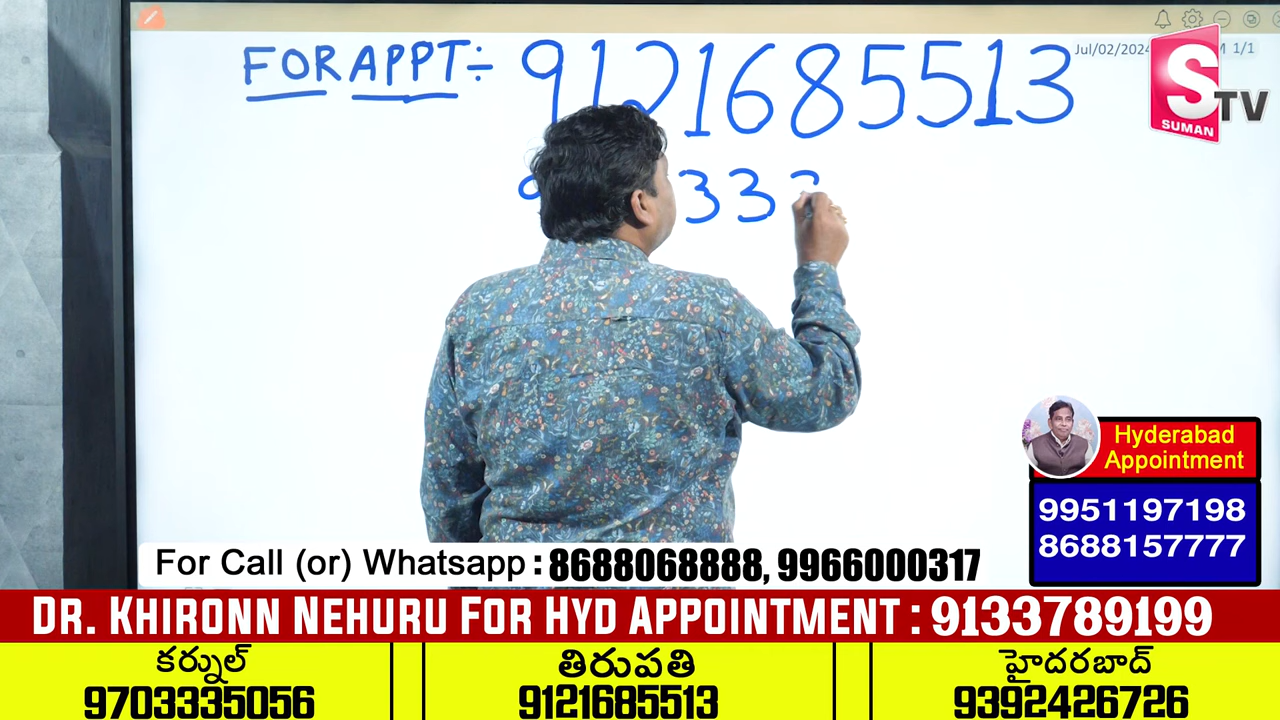 FOR APPT:- 9121685513
Jul/02/2024 M 1/1
S TV
SUMAN
9 333
Hyderabad
Appointment
9951197198
8688157777
For Call (or) Whatsapp : 8688068888, 9966000317
DR. KHIRONN NEHURU FOR HYD APPOINTMENT : 9133789199
కర్నుల్ తిరుపతి హైదరాబాద్
9703335056 9121685513 9392426726